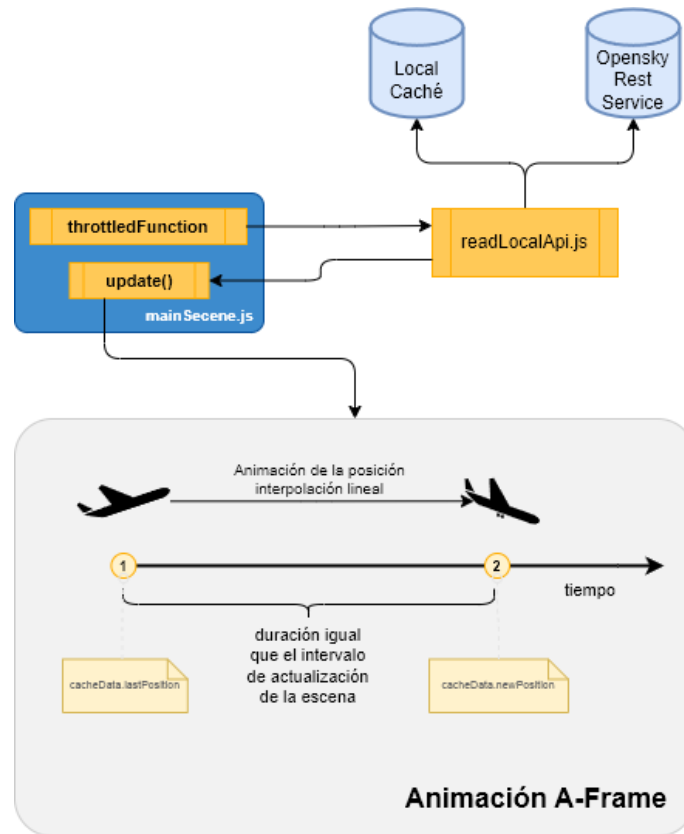 Local
Caché
Opensky
Rest
Service
throttledFunction
readLocalApi.js
update()
mainSecene.js
Animación de la posición
interpolación lineal
1
2
tiempo
duración igual
que el intervalo
de actualización
de la escena
cacheData.lastPosition
cacheData.newPosition
Animación A-Frame